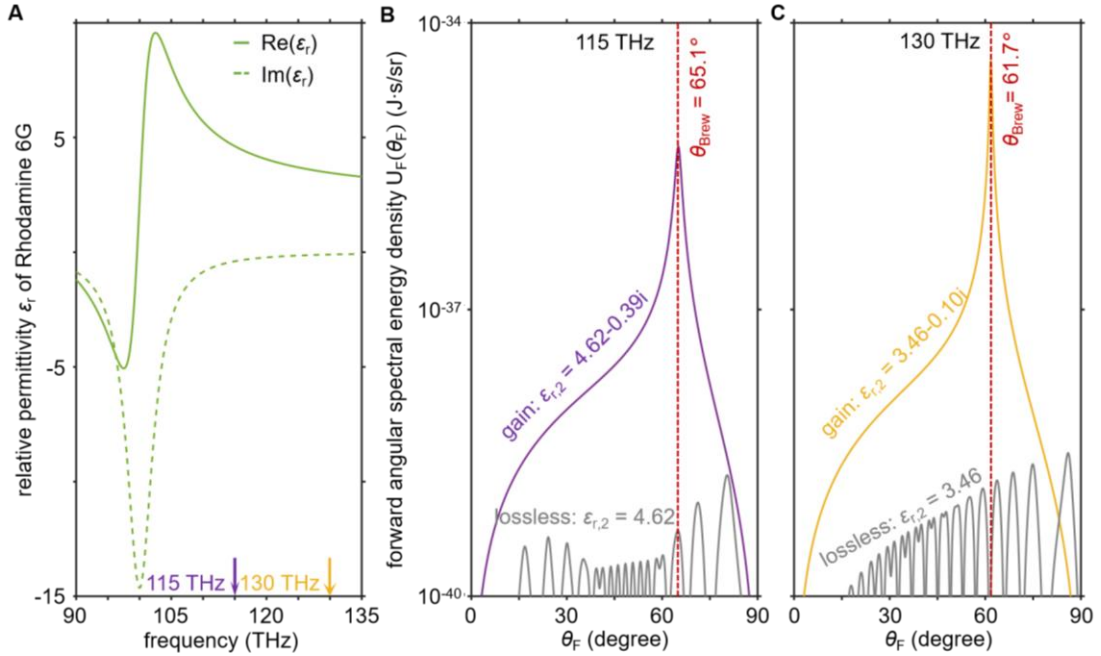 A
relative permittivity εr of Rhodamine 6G
5
-5
-15
Re(εr)
Im(εr)
115 THz
130 THz
90
105
120
135
frequency (THz)
B
forward angular spectral energy density UF(θF) (J·s/sr)
10-34
10-37
10-40
115 THz
θBrew = 65.1°
gain: εr,2 = 4.62-0.39i
lossless: εr,2 = 4.62
0
30
60
90
θF (degree)
C
130 THz
θBrew = 61.7°
gain: εr,2 = 3.46-0.10i
lossless: εr,2 = 3.46
0
30
60
90
θF (degree)